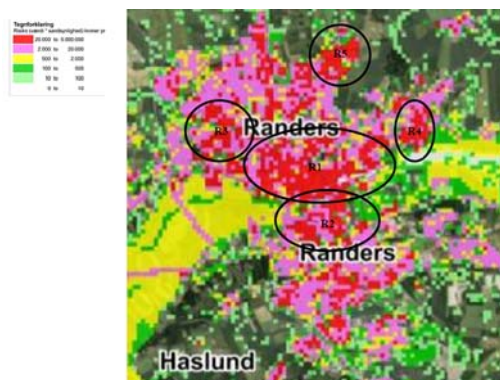 Tegnforklaring
20.000 to 5.000.000
2.000 to 20.000
500 to 2.000
100 to 500
10 to 100
0 to 10
R5
Randers
R3
R4
R1
R2
Randers
Haslund